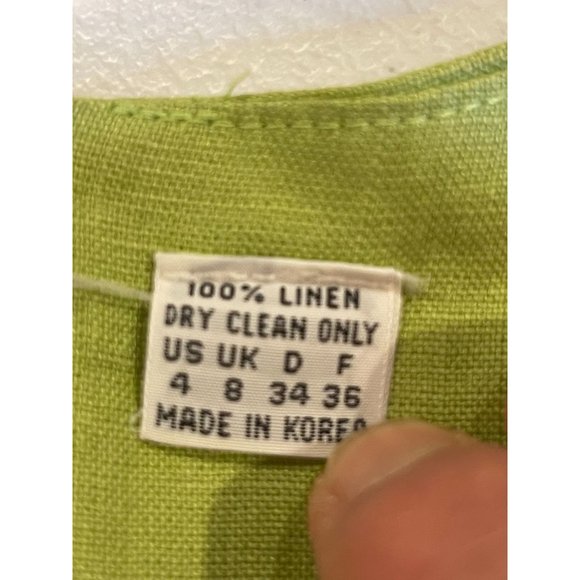 100% LINEN
DRY CLEAN ONLY
US UK D F
4 8 34 36
MADE IN KOREA